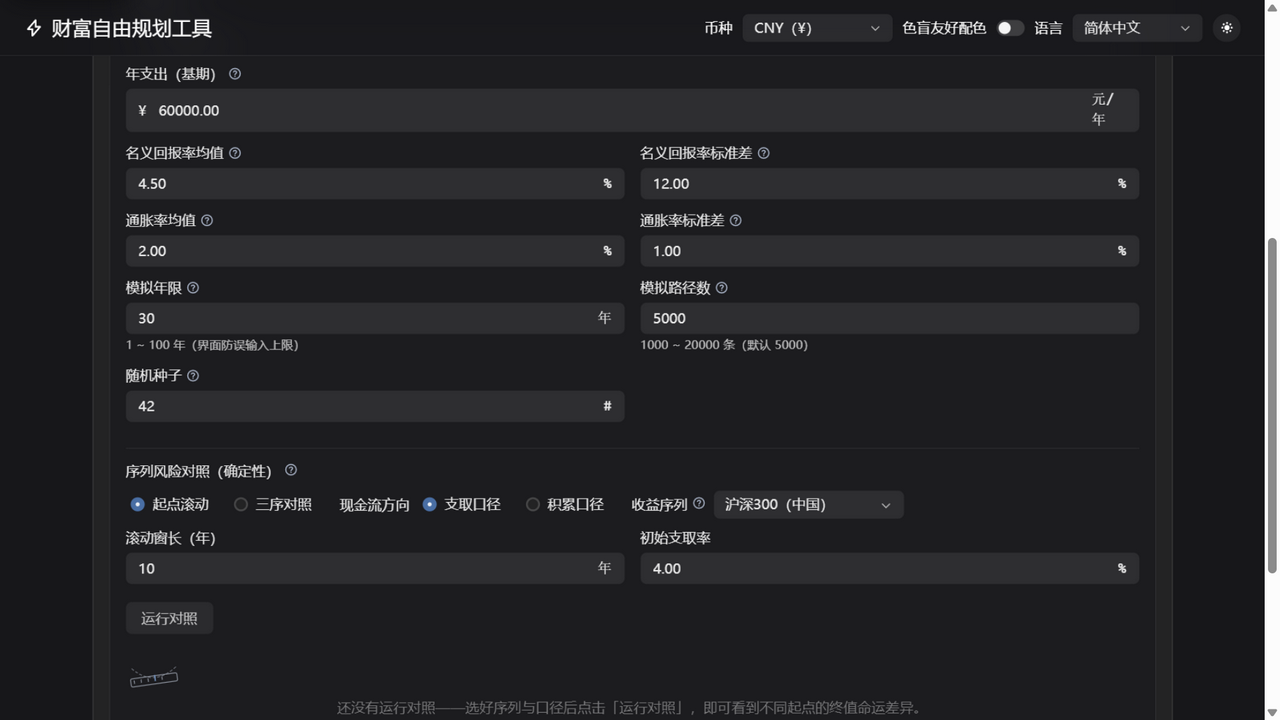 财富自由规划工具
币种 CNY（¥） 色盲友好配色 语言 简体中文
年支出（基期）
¥ 60000.00 元/年
名义回报率均值 名义回报率标准差
4.50 % 12.00 %
通胀率均值 通胀率标准差
2.00 % 1.00 %
模拟年限 模拟路径数
30 年 5000
1 ~ 100 年（界面防误输入上限） 1000 ~ 20000 条（默认 5000）
随机种子
42 #
序列风险对照（确定性）
起点滚动 三序对照 现金流方向 支取口径 积累口径 收益序列 沪深300（中国）
滚动窗长（年） 初始支取率
10 年 4.00 %
运行对照
还没有运行对照——选好序列与口径后点击「运行对照」，即可看到不同起点的终值命运差异。